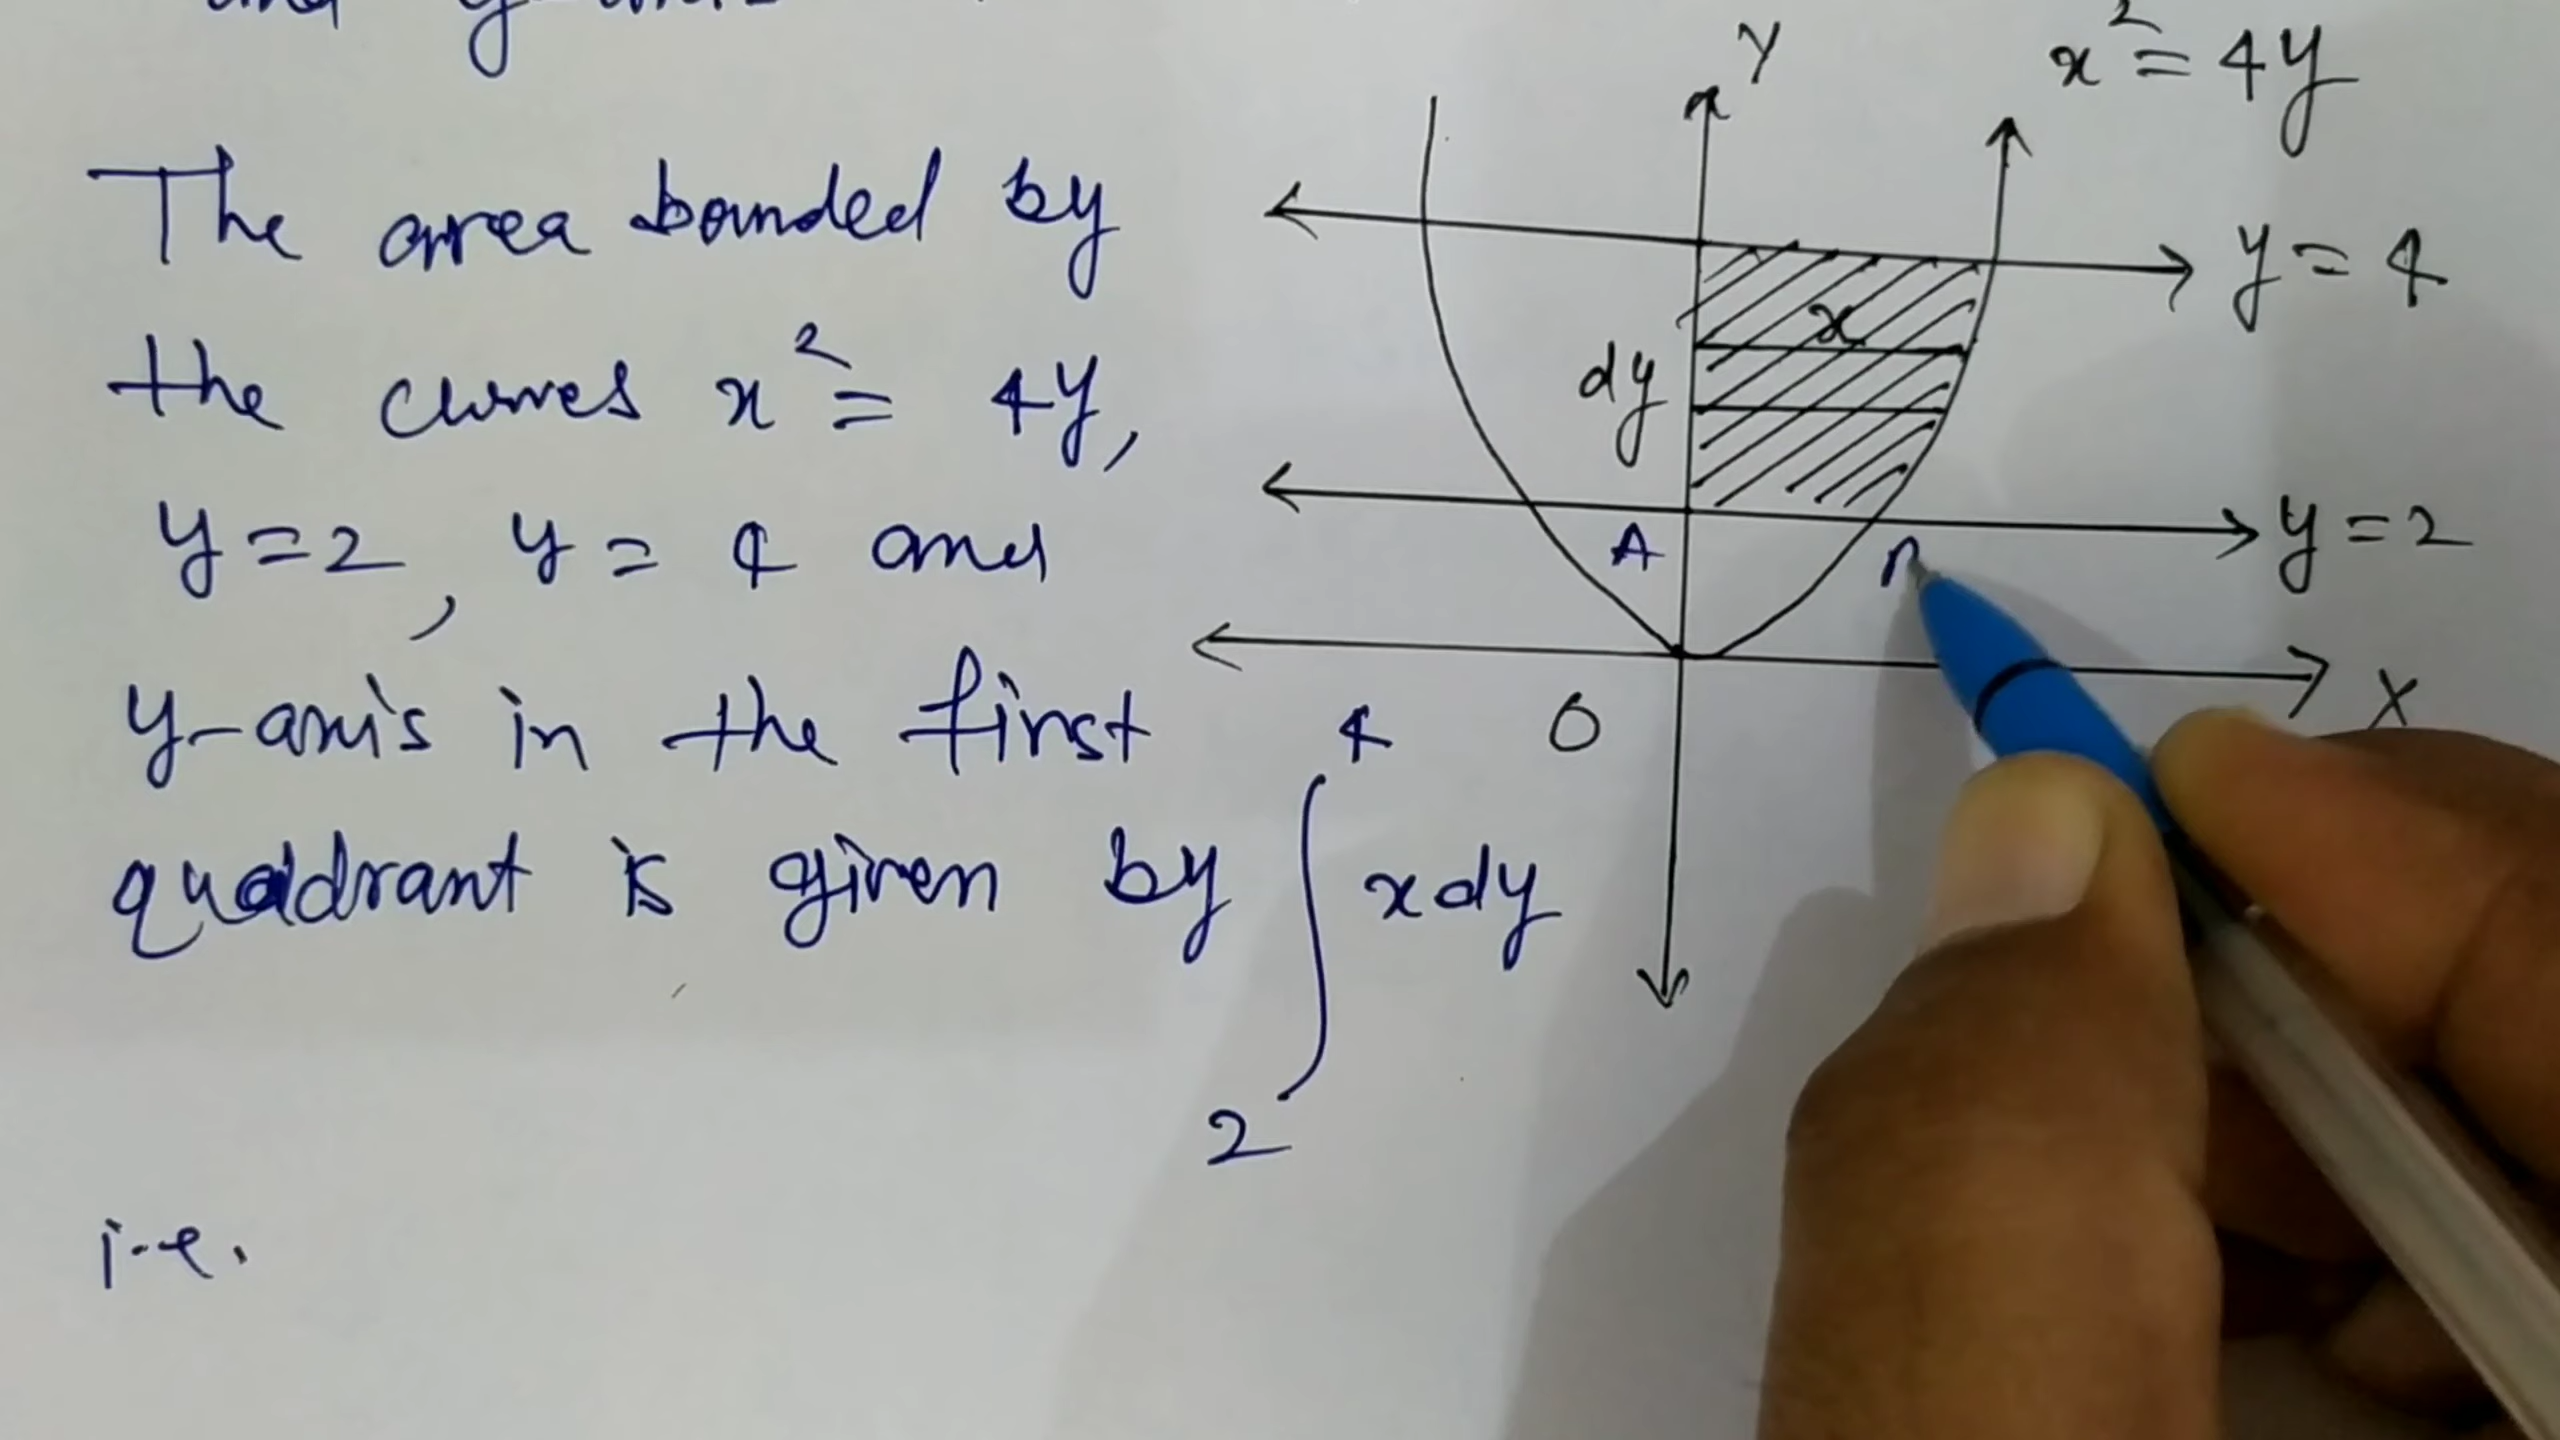 The area bounded by
the curves x² = 4y,
y = 2, y = 4 and
y-axis in the first
quadrant is given by ∫₂⁴ x dy
i.e.
Y
x² = 4y
y = 4
x
dy
y = 2
A
O
X